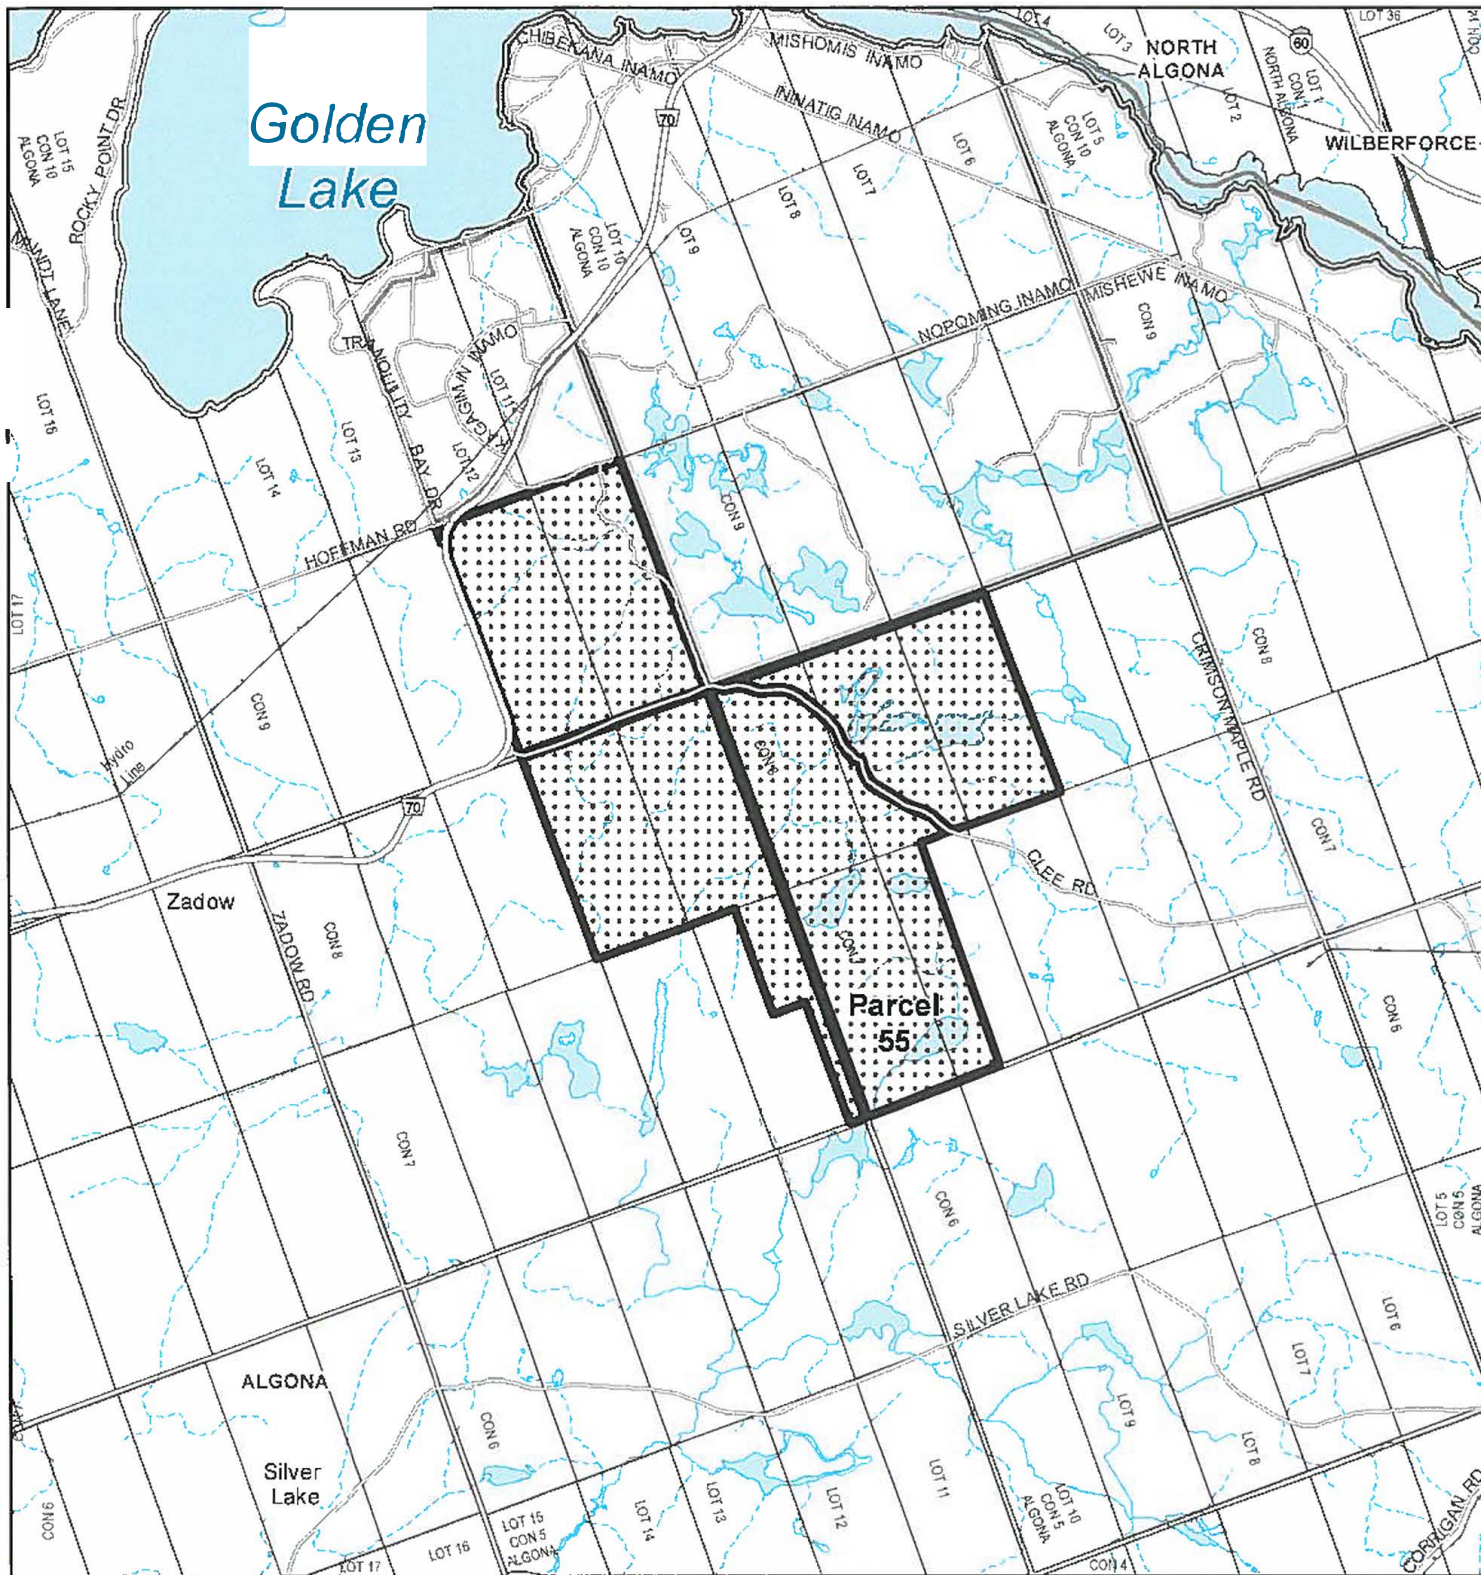 LOT 4
LOT 3
LOT 36
60
NORTH
ALGONA
LOT 1
CON 1
NORTH ALGONA
LOT 2
WILBERFORCE
CHIBEKANA INAMO
MISHOMIS INAMO
70
ININATIG INAMO
Golden
Lake
LOT 15
CON 10
ALGONA
ROCKY POINT DR
LOT 5
CON 10
ALGONA
LOT 6
LOT 7
LOT 8
LOT 9
LOT 10
CON 10
ALGONA
NOPOMING INAMO
MISHEWE INAMO
CON 9
TRANQUILITY BAY DR
LOT 11
LOT 12
LOT 13
LOT 14
LOT 16
HOFFMAN RD
CON 9
LOT 17
CON 9
CRIMSON MAPLE RD
CON 8
CON 8
Hydro
Line
70
CON 7
CLEE RD
Zadow
ZADOW RD
CON 8
CON 7
Parcel
55
CON 5
CON 7
CON 6
LOT 5
CON 5
ALGONA
SILVER LAKE RD
LOT 6
LOT 7
ALGONA
LOT 9
LOT 8
CON 6
Silver
Lake
CON 6
LOT 10
CON 5
ALGONA
LOT 11
LOT 12
LOT 13
LOT 14
LOT 15
CON 5
ALGONA
LOT 16
LOT 17
CON 4
CORRIGAN RD